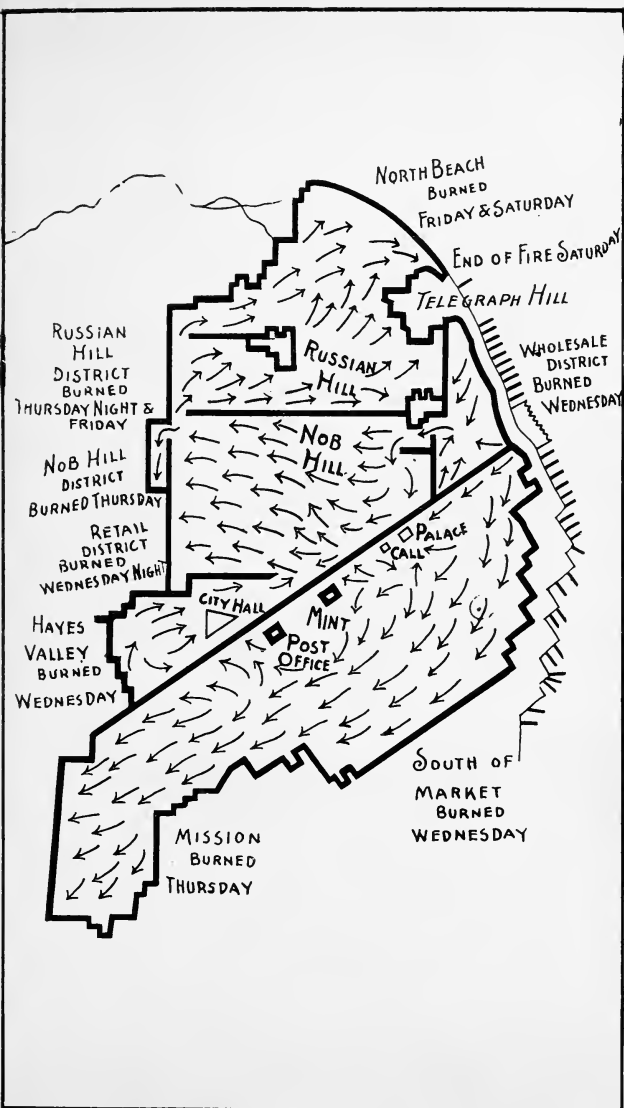 NORTH BEACH
BURNED
FRIDAY & SATURDAY
END OF FIRE SATURDAY
TELEGRAPH HILL
WHOLESALE
DISTRICT
BURNED
WEDNESDAY
RUSSIAN
HILL
DISTRICT
BURNED
THURSDAY NIGHT &
FRIDAY
RUSSIAN
HILL
NOB
HILL
NOB HILL
DISTRICT
BURNED THURSDAY
RETAIL
DISTRICT
BURNED
WEDNESDAY NIGHT
PALACE
CALL
CITY HALL
MINT
POST
OFFICE
HAYES
VALLEY
BURNED
WEDNESDAY
SOUTH OF
MARKET
BURNED
WEDNESDAY
MISSION
BURNED
THURSDAY